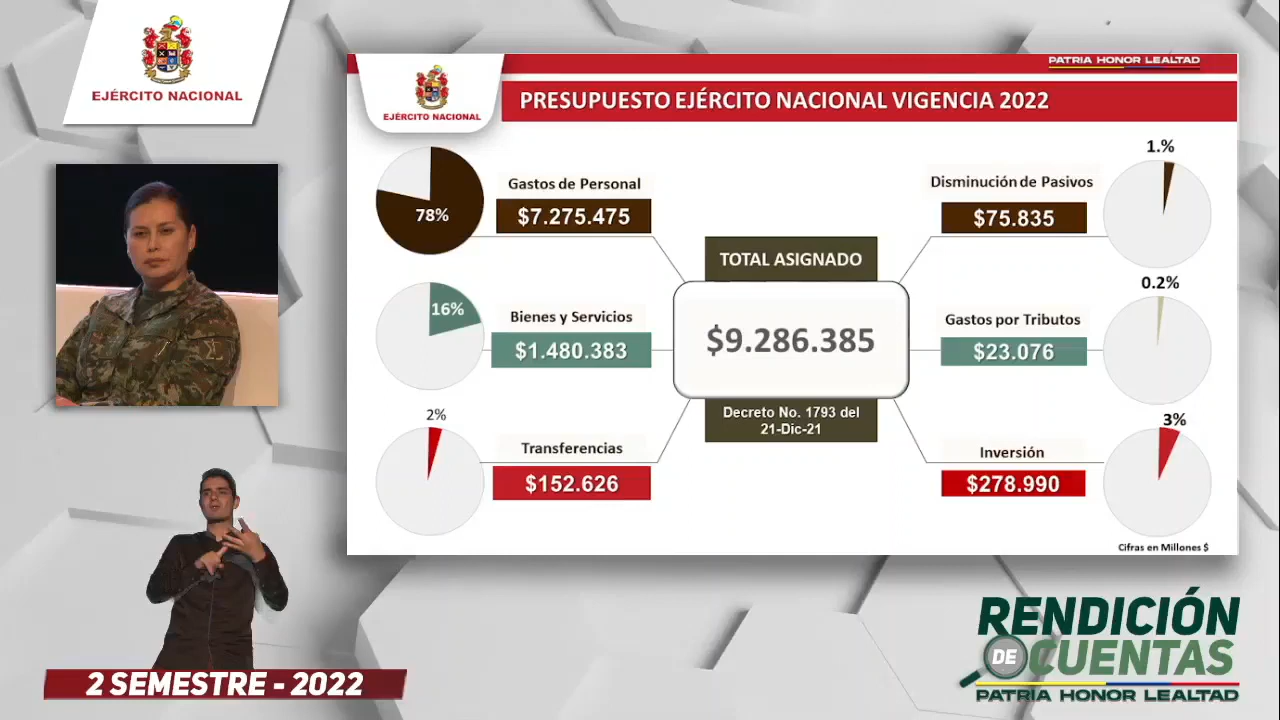 EJÉRCITO NACIONAL
PATRIA HONOR LEALTAD
EJÉRCITO NACIONAL
PRESUPUESTO EJÉRCITO NACIONAL VIGENCIA 2022
78%
Gastos de Personal
$7.275.475
16%
Bienes y Servicios
$1.480.383
2%
Transferencias
$152.626
TOTAL ASIGNADO
$9.286.385
Decreto No. 1793 del
21-Dic-21
1.%
Disminución de Pasivos
$75.835
0.2%
Gastos por Tributos
$23.076
3%
Inversión
$278.990
Cifras en Millones $
2 SEMESTRE - 2022
RENDICIÓN
DE CUENTAS
PATRIA HONOR LEALTAD